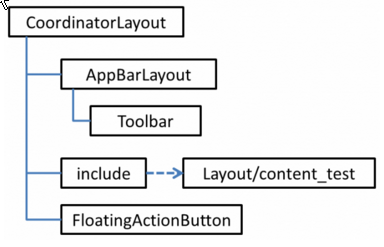 CoordinatorLayout
AppBarLayout
Toolbar
include
Layout/content_test
FloatingActionButton